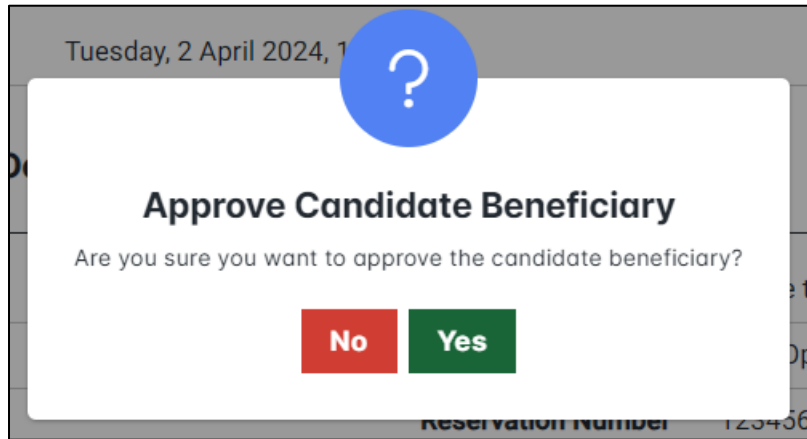 Tuesday, 2 April 2024, 1
?
Approve Candidate Beneficiary
Are you sure you want to approve the candidate beneficiary?
No Yes
Reservation Number 123456